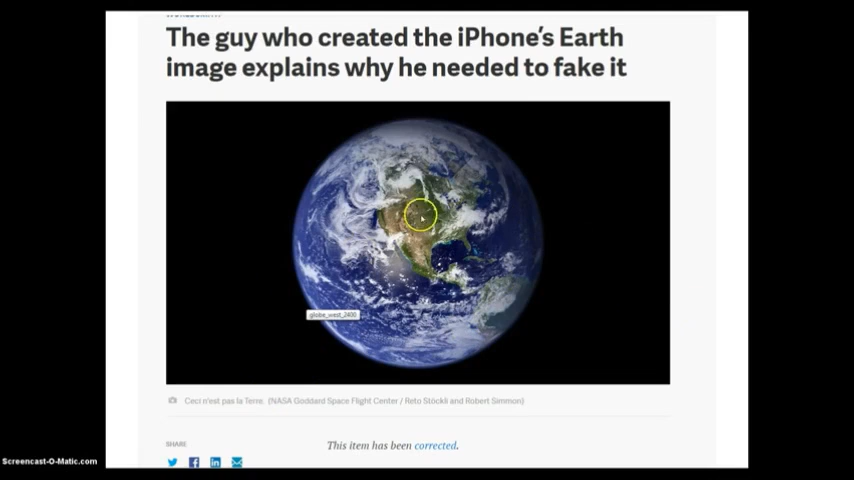 The guy who created the iPhone’s Earth
image explains why he needed to fake it
globe_west_2400
Ceci n'est pas la Terre. (NASA Goddard Space Flight Center / Reto Stöckli and Robert Simmon)
SHARE
This item has been corrected.
Screencast-O-Matic.com